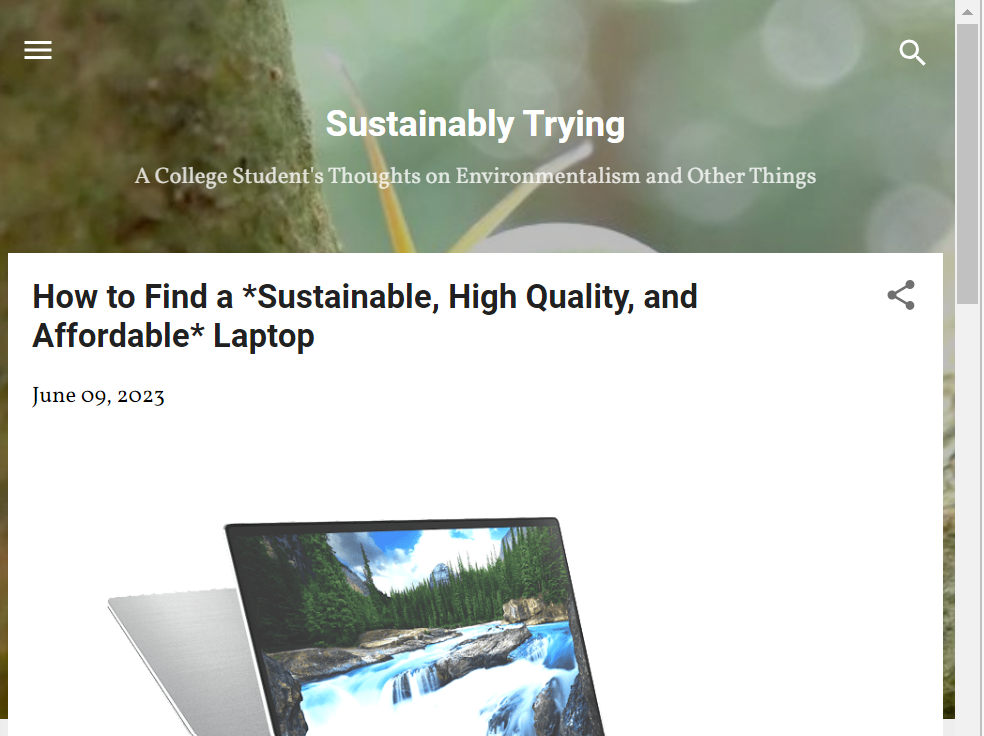 Sustainably Trying
A College Student's Thoughts on Environmentalism and Other Things
How to Find a *Sustainable, High Quality, and
Affordable* Laptop
June 09, 2023